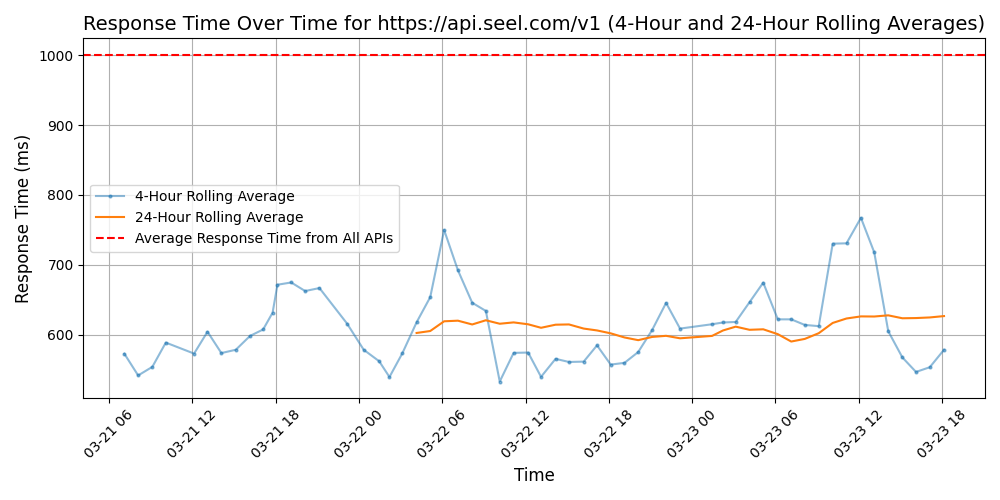 Response Time Over Time for https://api.seel.com/v1 (4-Hour and 24-Hour Rolling Averages)
Response Time (ms)
1000
900
800
700
600
4-Hour Rolling Average
24-Hour Rolling Average
Average Response Time from All APIs
03-21 06
03-21 12
03-21 18
03-22 00
03-22 06
03-22 12
03-22 18
03-23 00
03-23 06
03-23 12
03-23 18
Time